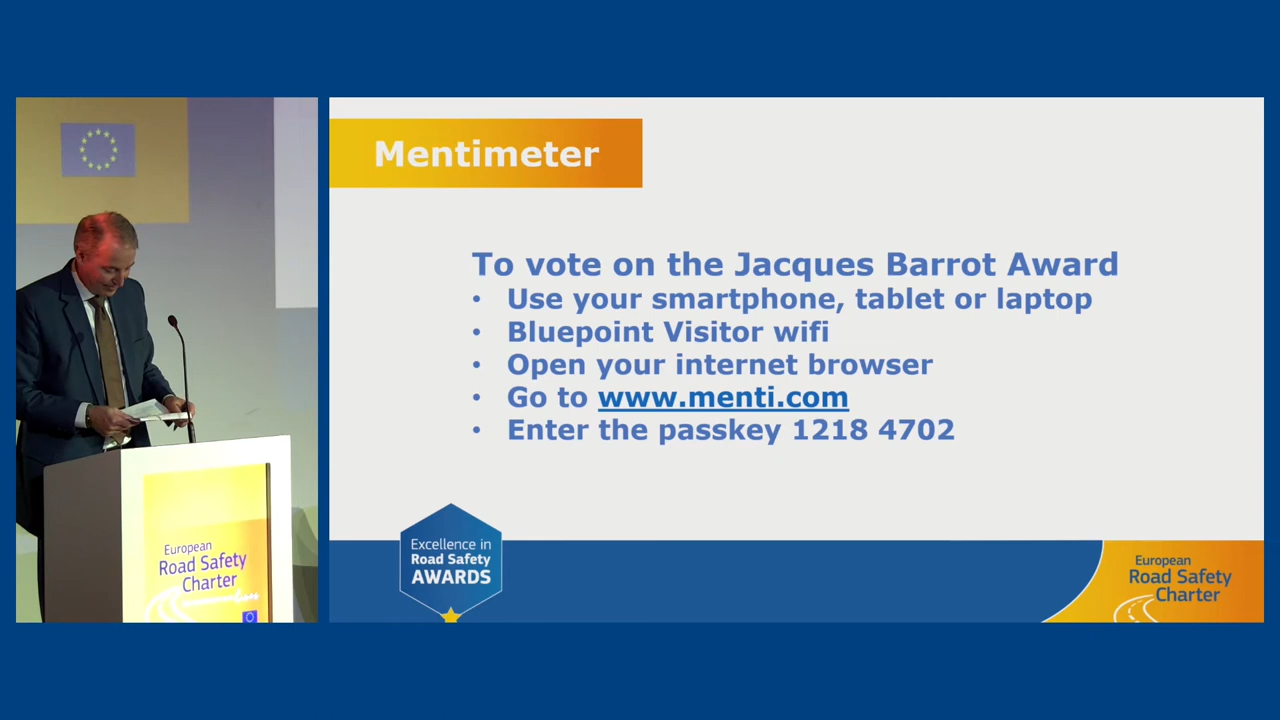 Mentimeter
To vote on the Jacques Barrot Award
• Use your smartphone, tablet or laptop
• Bluepoint Visitor wifi
• Open your internet browser
• Go to www.menti.com
• Enter the passkey 1218 4702
Excellence in
Road Safety
AWARDS
European
Road Safety
Charter
European
Road Safety
Charter